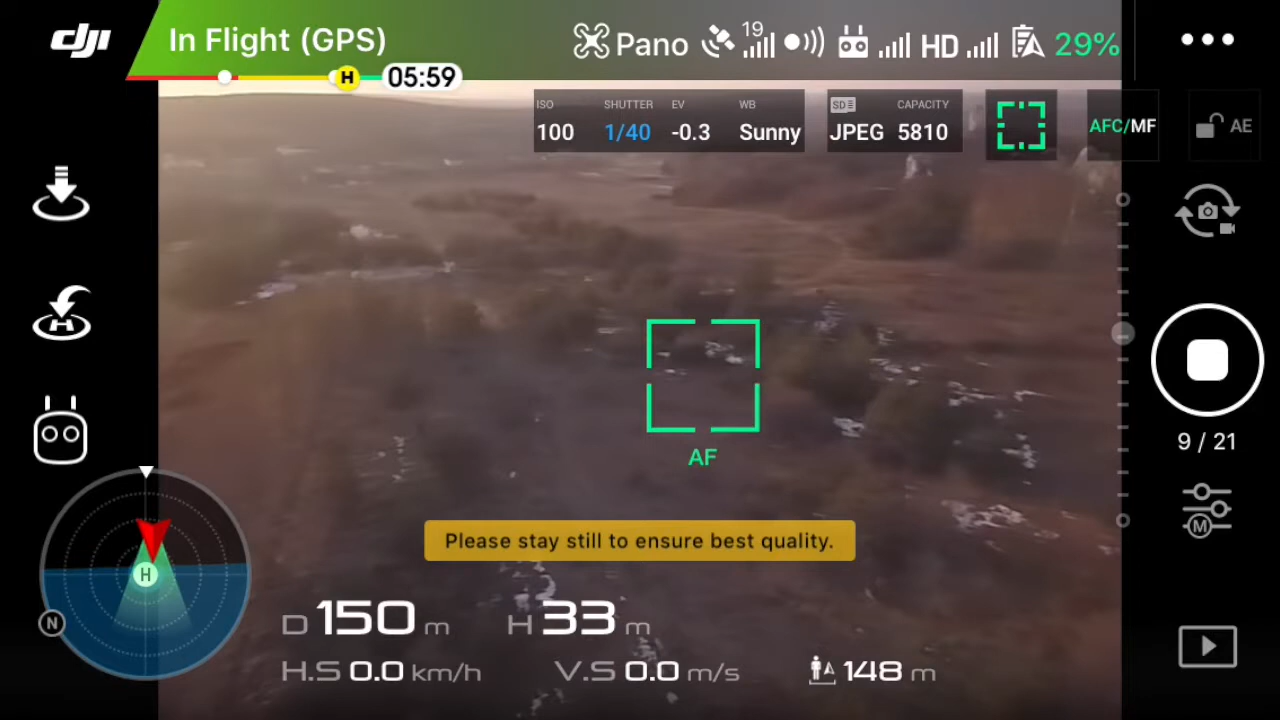 dji
In Flight (GPS)
Pano
19
HD
29%
H
05:59
ISO
SHUTTER
EV
WB
100
1/40
-0.3
Sunny
SD
CAPACITY
JPEG
5810
AFC/MF
AE
H
AF
9 / 21
M
Please stay still to ensure best quality.
H
N
D 150 m
H 33 m
H.S 0.0 km/h
V.S 0.0 m/s
148 m